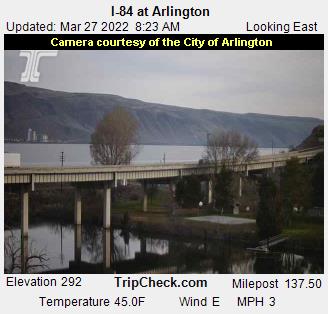 I-84 at Arlington
Updated: Mar 27 2022 8:23 AM Looking East
Camera courtesy of the City of Arlington
Elevation 292 TripCheck.com Milepost 137.50
Temperature 45.0F Wind E MPH 3